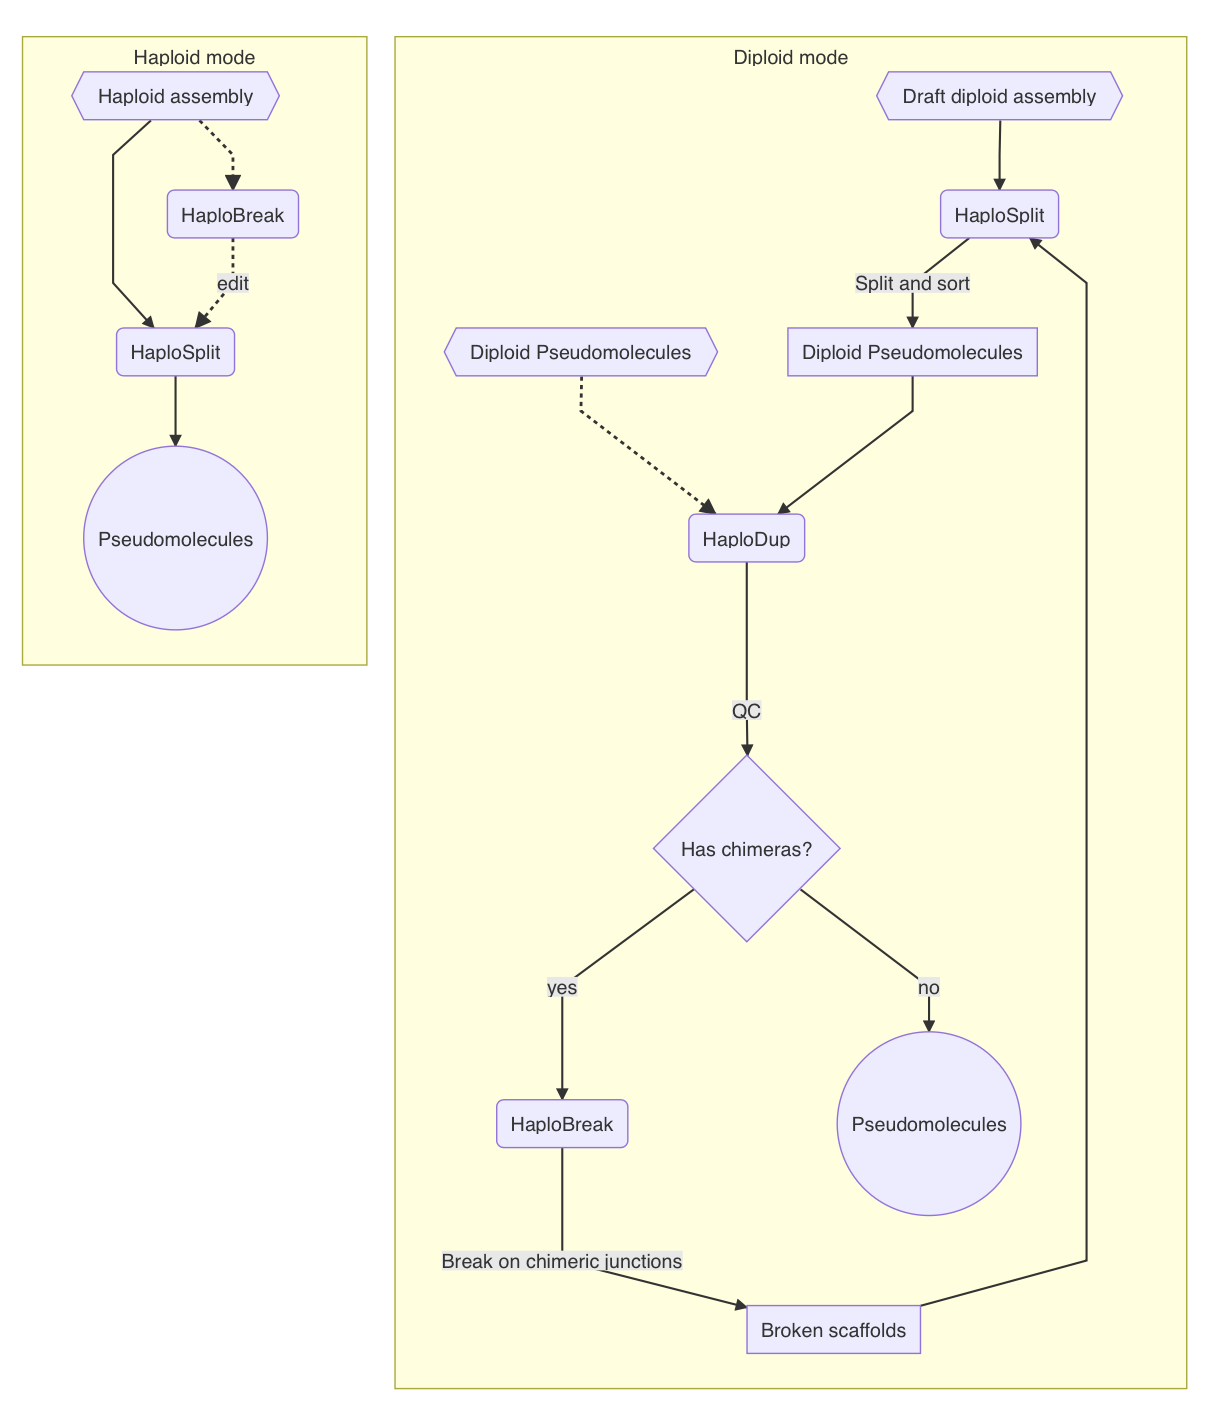 Haploid mode
Haploid assembly
HaploBreak
edit
HaploSplit
Pseudomolecules
Diploid mode
Draft diploid assembly
HaploSplit
Split and sort
Diploid Pseudomolecules
Diploid Pseudomolecules
HaploDup
QC
Has chimeras?
yes
no
HaploBreak
Pseudomolecules
Break on chimeric junctions
Broken scaffolds